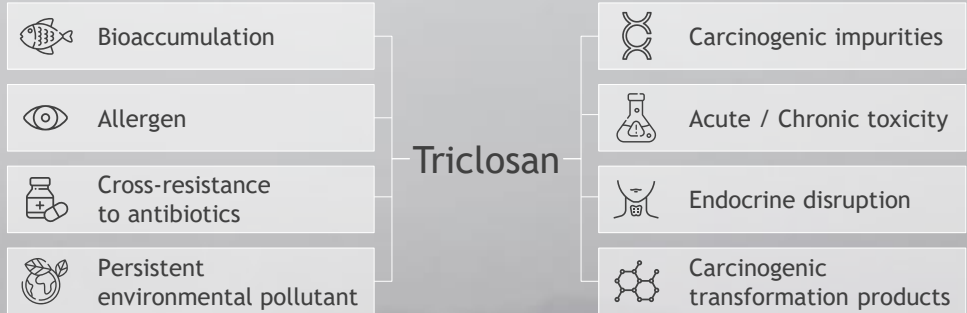 Bioaccumulation
Allergen
Cross-resistance
to antibiotics
Persistent
environmental pollutant
Triclosan
Carcinogenic impurities
Acute / Chronic toxicity
Endocrine disruption
Carcinogenic
transformation products